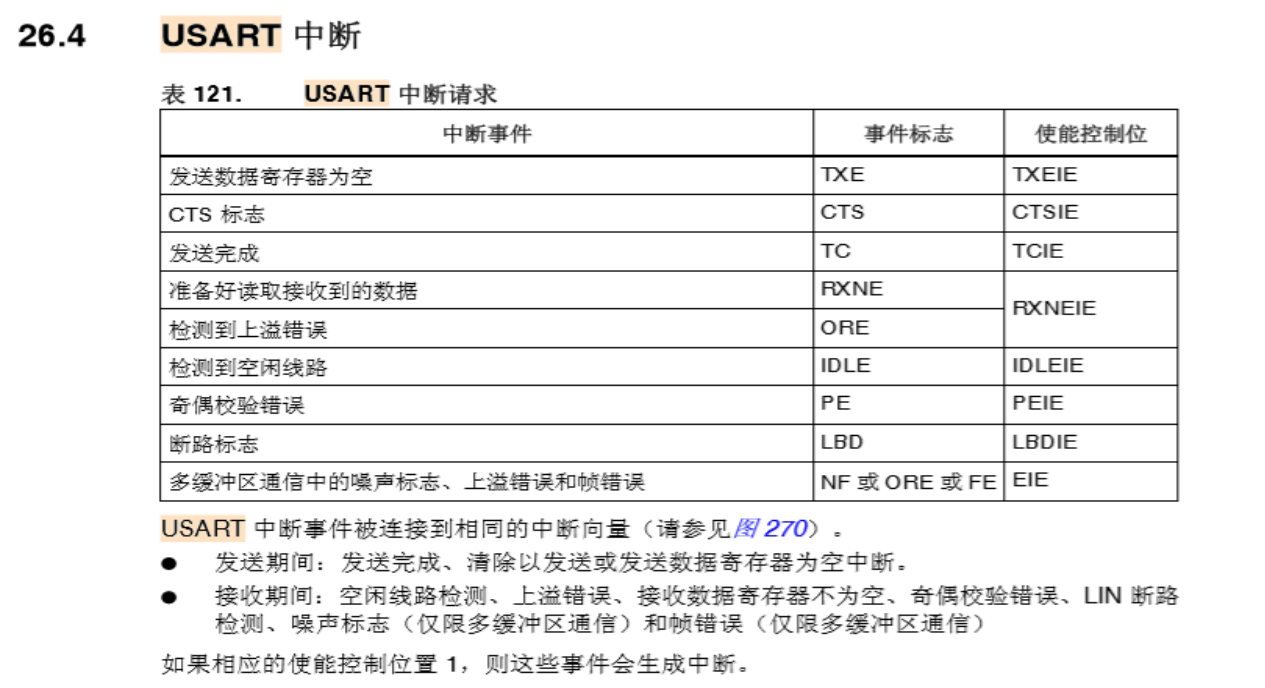 26.4 USART 中断
表 121. USART 中断请求
中断事件 事件标志 使能控制位
发送数据寄存器为空 TXE TXEIE
CTS 标志 CTS CTSIE
发送完成 TC TCIE
准备好读取接收到的数据 RXNE
RXNEIE
检测到上溢错误 ORE
检测到空闲线路 IDLE IDLEIE
奇偶校验错误 PE PEIE
断路标志 LBD LBDIE
多缓冲区通信中的噪声标志、上溢错误和帧错误 NF 或 ORE 或 FE EIE
USART 中断事件被连接到相同的中断向量（请参见图 270）。
● 发送期间：发送完成、清除以发送或发送数据寄存器为空中断。
● 接收期间：空闲线路检测、上溢错误、接收数据寄存器不为空、奇偶校验错误、LIN 断路
检测、噪声标志（仅限多缓冲区通信）和帧错误（仅限多缓冲区通信）
如果相应的使能控制位置 1，则这些事件会生成中断。